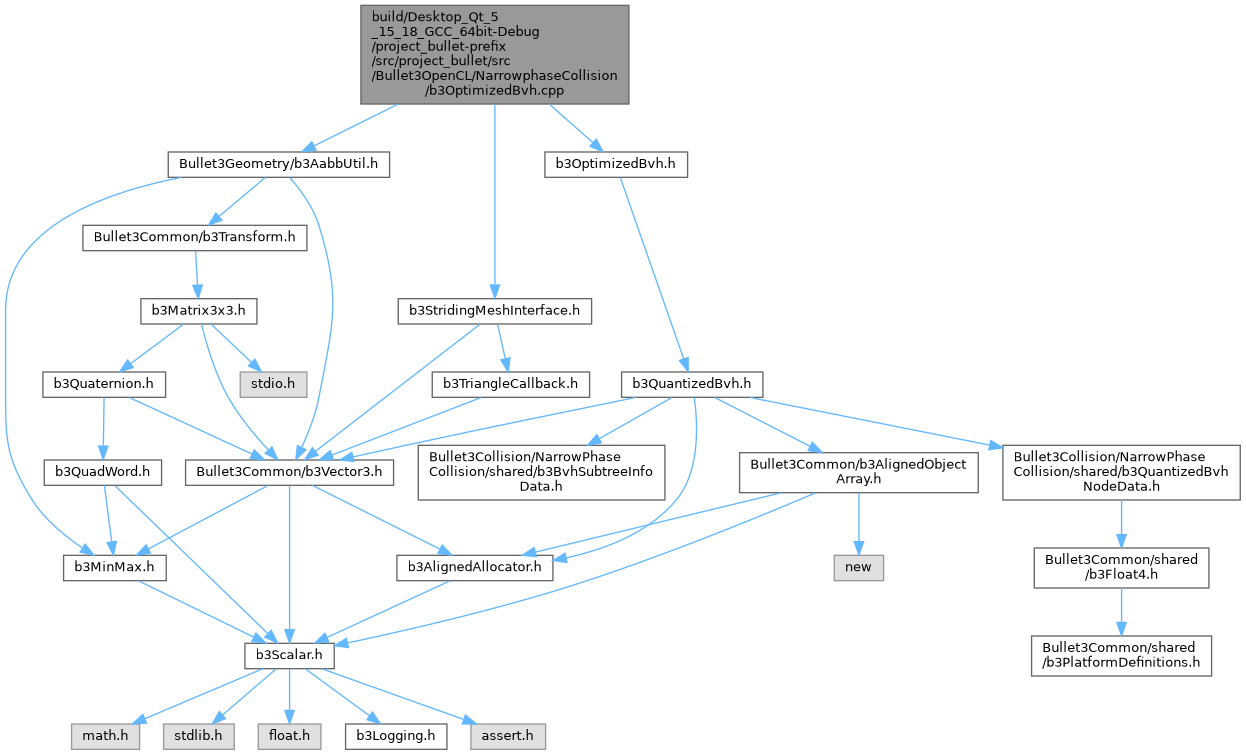 build/Desktop_Qt_5
_15_18_GCC_64bit-Debug
/project_bullet-prefix
/src/project_bullet/src
/Bullet3OpenCL/NarrowphaseCollision
/b3OptimizedBvh.cpp
Bullet3Geometry/b3AabbUtil.h
b3OptimizedBvh.h
Bullet3Common/b3Transform.h
b3Matrix3x3.h
b3StridingMeshInterface.h
b3Quaternion.h
stdio.h
b3TriangleCallback.h
b3QuantizedBvh.h
b3QuadWord.h
Bullet3Common/b3Vector3.h
Bullet3Collision/NarrowPhase
Collision/shared/b3BvhSubtreeInfo
Data.h
Bullet3Common/b3AlignedObject
Array.h
Bullet3Collision/NarrowPhase
Collision/shared/b3QuantizedBvh
NodeData.h
b3MinMax.h
b3AlignedAllocator.h
new
Bullet3Common/shared
/b3Float4.h
b3Scalar.h
Bullet3Common/shared
/b3PlatformDefinitions.h
math.h
stdlib.h
float.h
b3Logging.h
assert.h